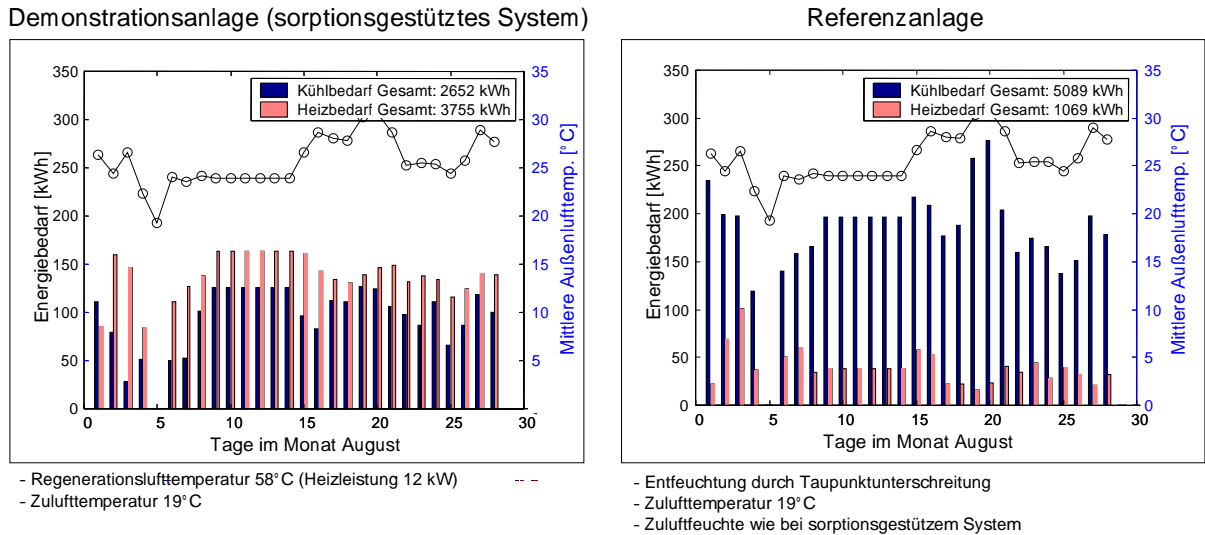 Demonstrationsanlage (sorptionsgestütztes System)
350
300
250
200
150
100
50
0
Energiebedarf [kWh]
Kühlbedarf Gesamt: 2652 kWh
Heizbedarf Gesamt: 3755 kWh
35
30
25
20
15
10
5
Mittlere Außenlufttemp. [°C]
0 5 10 15 20 25 30
Tage im Monat August
- Regenerationslufttemperatur 58°C (Heizleistung 12 kW)
- Zulufttemperatur 19°C
Referenzanlage
350
300
250
200
150
100
50
0
Energiebedarf [kWh]
Kühlbedarf Gesamt: 5089 kWh
Heizbedarf Gesamt: 1069 kWh
35
30
25
20
15
10
5
0
Mittlere Außenlufttemp. [°C]
0 5 10 15 20 25 30
Tage im Monat August
- Entfeuchtung durch Taupunktunterschreitung
- Zulufttemperatur 19°C
- Zuluftfeuchte wie bei sorptionsgestützem System